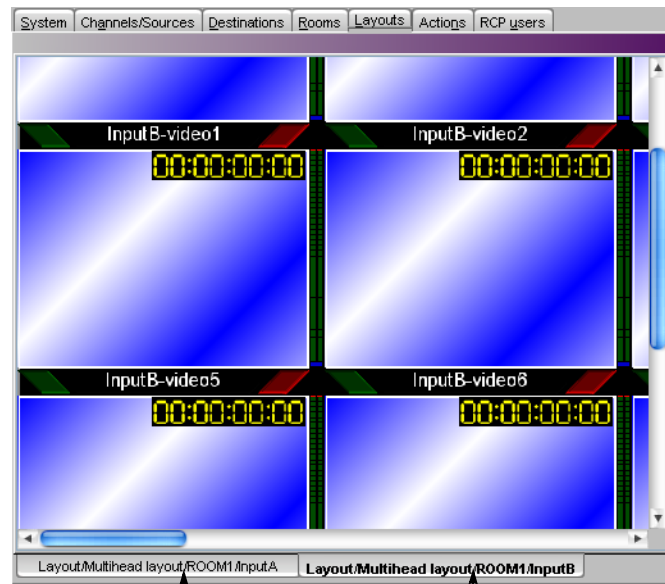 System Channels/Sources Destinations Rooms Layouts Actions RCP users
InputB-video1 InputB-video2
00:00:00:00 00:00:00:00
InputB-video5 InputB-video6
00:00:00:00 00:00:00:00
Layout/Multihead layout/ROOM1/InputA Layout/Multihead layout/ROOM1/InputB